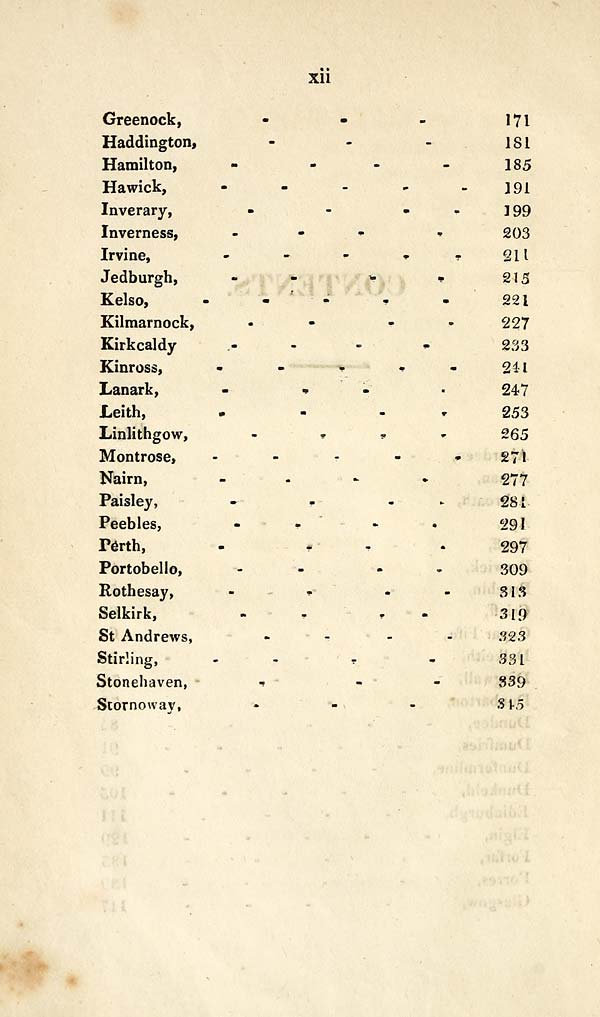 xii
Greenock, - - - 171
Haddington, - - - 181
Hamilton, - - - - 185
Hawick, - - - - - 191
Inverary, - - - - 199
Inverness, - - - - 203
Irvine, - - - - - 211
Jedburgh, - - - - 215
Kelso, - - - - - 221
Kilmarnock, - - - - 227
Kirkcaldy - - - - 233
Kinross, - - - - - 241
Lanark, - - - - 247
Leith, - - - - 253
Linlithgow, - - - - 265
Montrose, - - - - - 271
Nairn, - - - - 277
Paisley, - - - - 281
Peebles, - - - - 291
Perth, - - - - 297
Portobello, - - - - 309
Rothesay, - - - - 313
Selkirk, - - - - 319
St Andrews, - - - - 323
Stirling, - - - - 331
Stonehaven, - - - 339
Stornoway, - - - 345